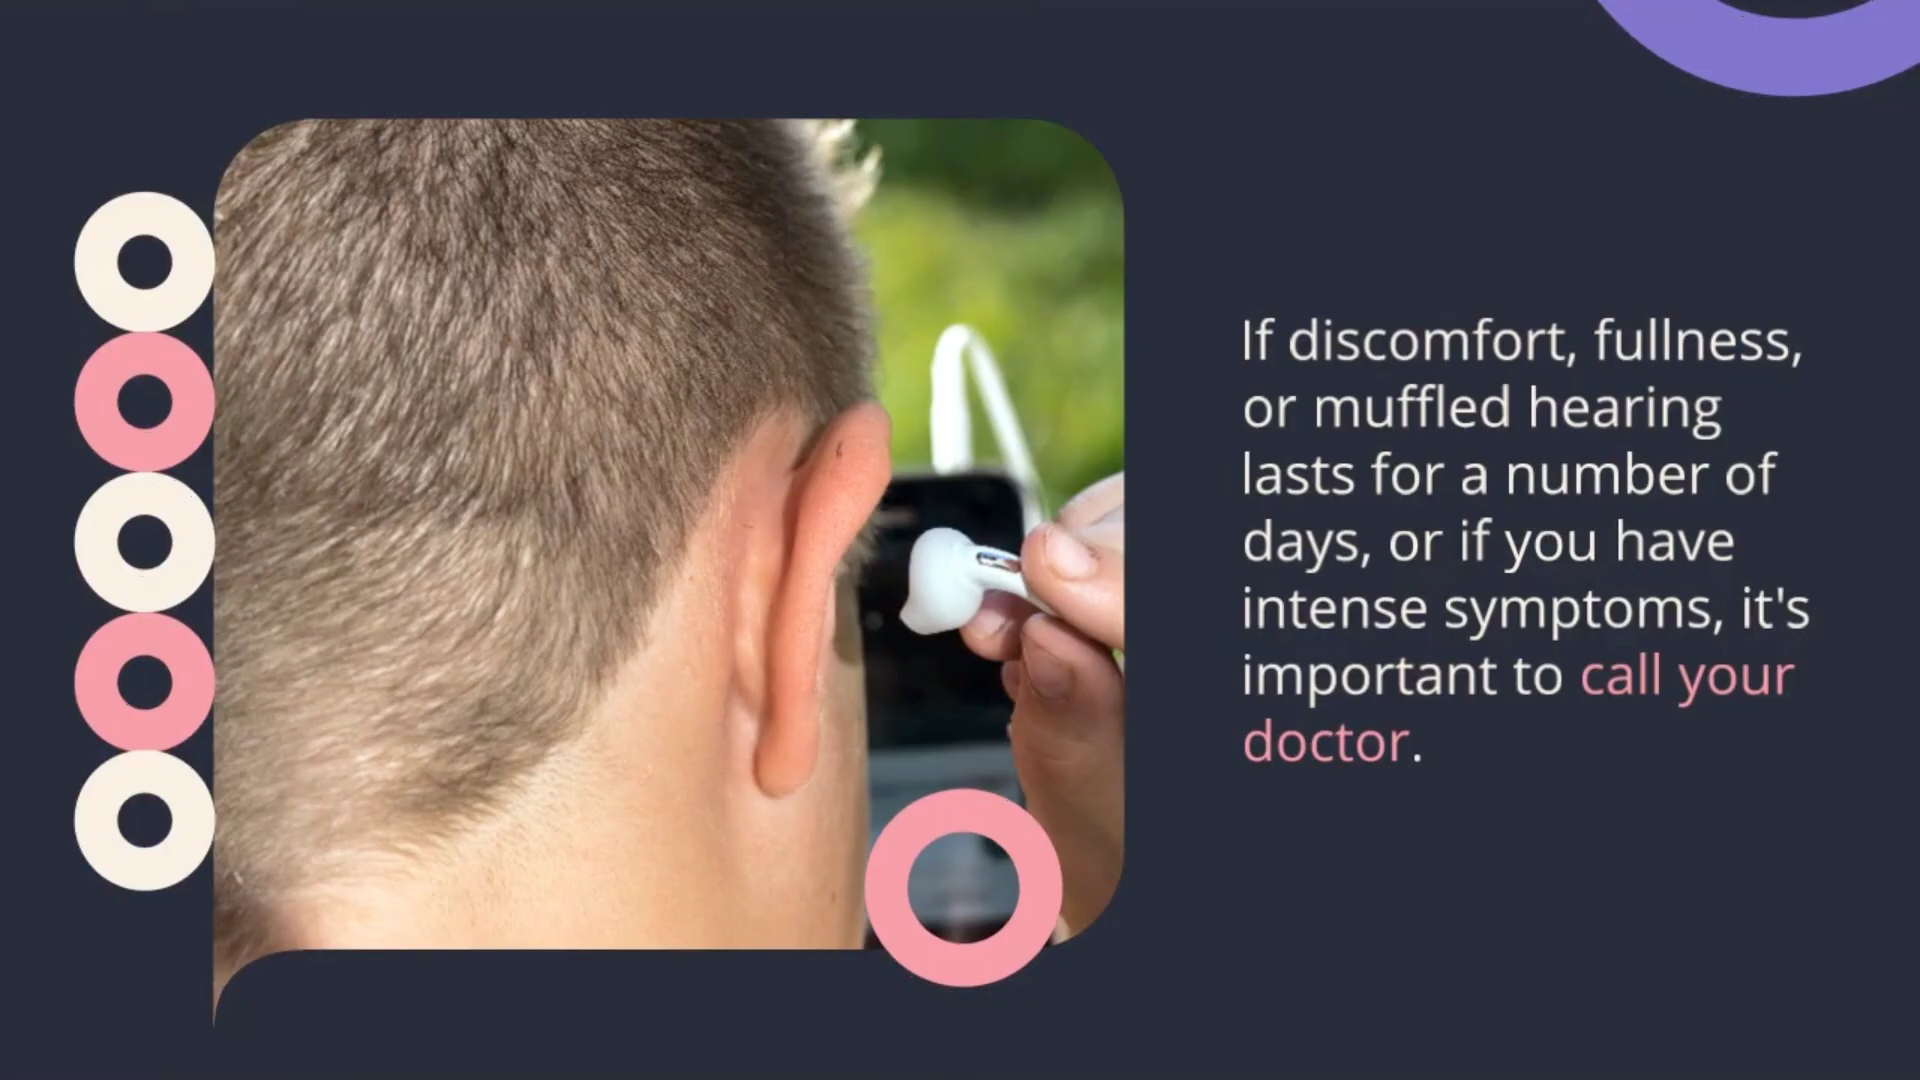 If discomfort, fullness,
or muffled hearing
lasts for a number of
days, or if you have
intense symptoms, it's
important to call your
doctor.